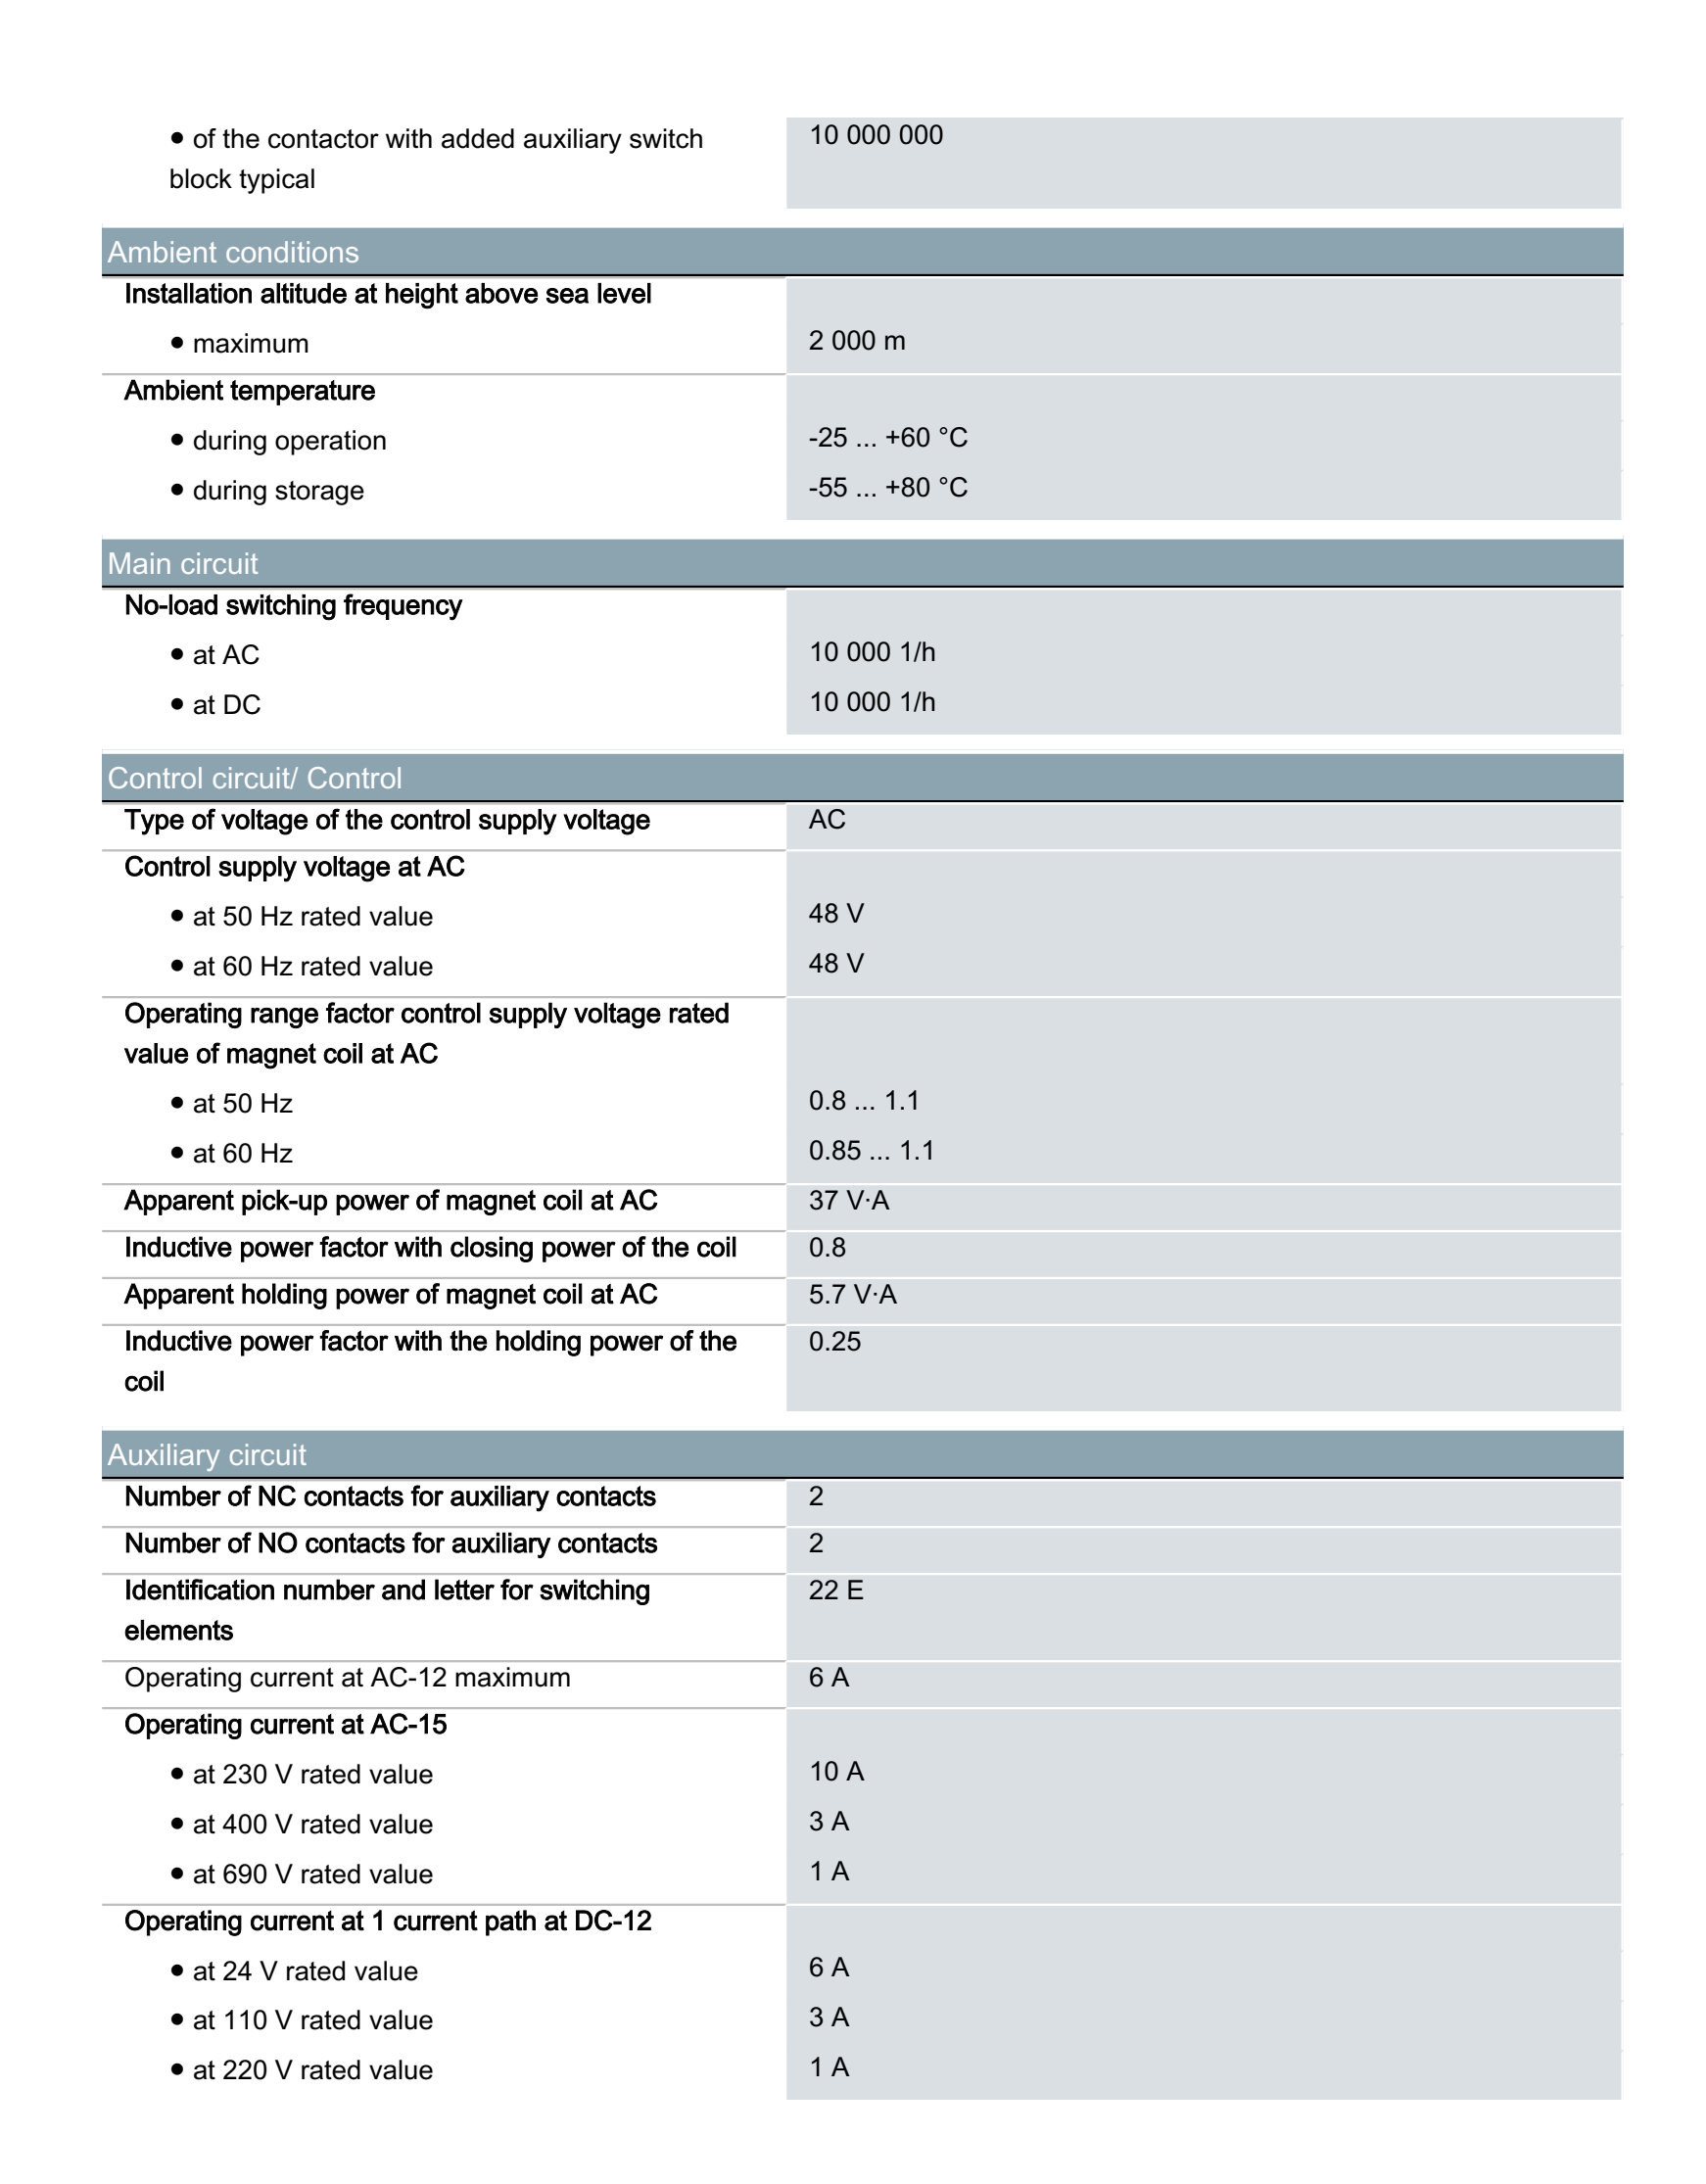 ● of the contactor with added auxiliary switch 10 000 000
block typical
Ambient conditions
Installation altitude at height above sea level
● maximum 2 000 m
Ambient temperature
● during operation -25 ... +60 °C
● during storage -55 ... +80 °C
Main circuit
No-load switching frequency
● at AC 10 000 1/h
● at DC 10 000 1/h
Control circuit/ Control
Type of voltage of the control supply voltage AC
Control supply voltage at AC
● at 50 Hz rated value 48 V
● at 60 Hz rated value 48 V
Operating range factor control supply voltage rated
value of magnet coil at AC
● at 50 Hz 0.8 ... 1.1
● at 60 Hz 0.85 ... 1.1
Apparent pick-up power of magnet coil at AC 37 V·A
Inductive power factor with closing power of the coil 0.8
Apparent holding power of magnet coil at AC 5.7 V·A
Inductive power factor with the holding power of the 0.25
coil
Auxiliary circuit
Number of NC contacts for auxiliary contacts 2
Number of NO contacts for auxiliary contacts 2
Identification number and letter for switching 22 E
elements
Operating current at AC-12 maximum 6 A
Operating current at AC-15
● at 230 V rated value 10 A
● at 400 V rated value 3 A
● at 690 V rated value 1 A
Operating current at 1 current path at DC-12
● at 24 V rated value 6 A
● at 110 V rated value 3 A
● at 220 V rated value 1 A